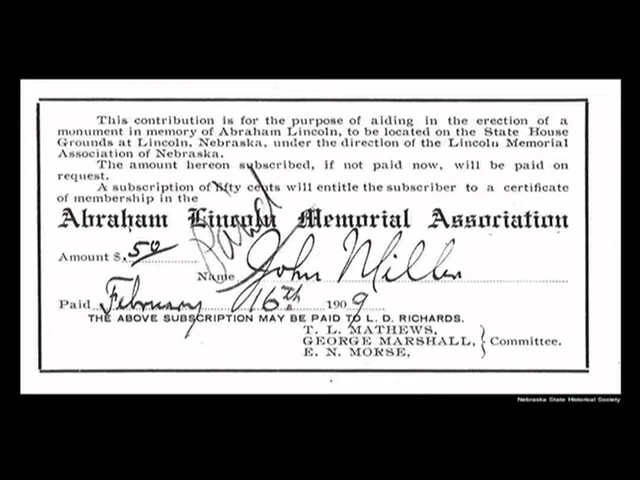 This contribution is for the purpose of aiding in the erection of a
monument in memory of Abraham Lincoln, to be located on the State House
Grounds at Lincoln, Nebraska, under the direction of the Lincoln Memorial
Association of Nebraska.
The amount hereon subscribed, if not paid now, will be paid on
request.
A subscription of fifty cents will entitle the subscriber to a certificate
of membership in the
Abraham Lincoln Memorial Association
Paid
Amount $ .50
Name John Miller
Paid February 16th 1909
THE ABOVE SUBSCRIPTION MAY BE PAID TO L. D. RICHARDS.
T. L. MATHEWS,
GEORGE MARSHALL, Committee.
E. N. MORSE,
Nebraska State Historical Society